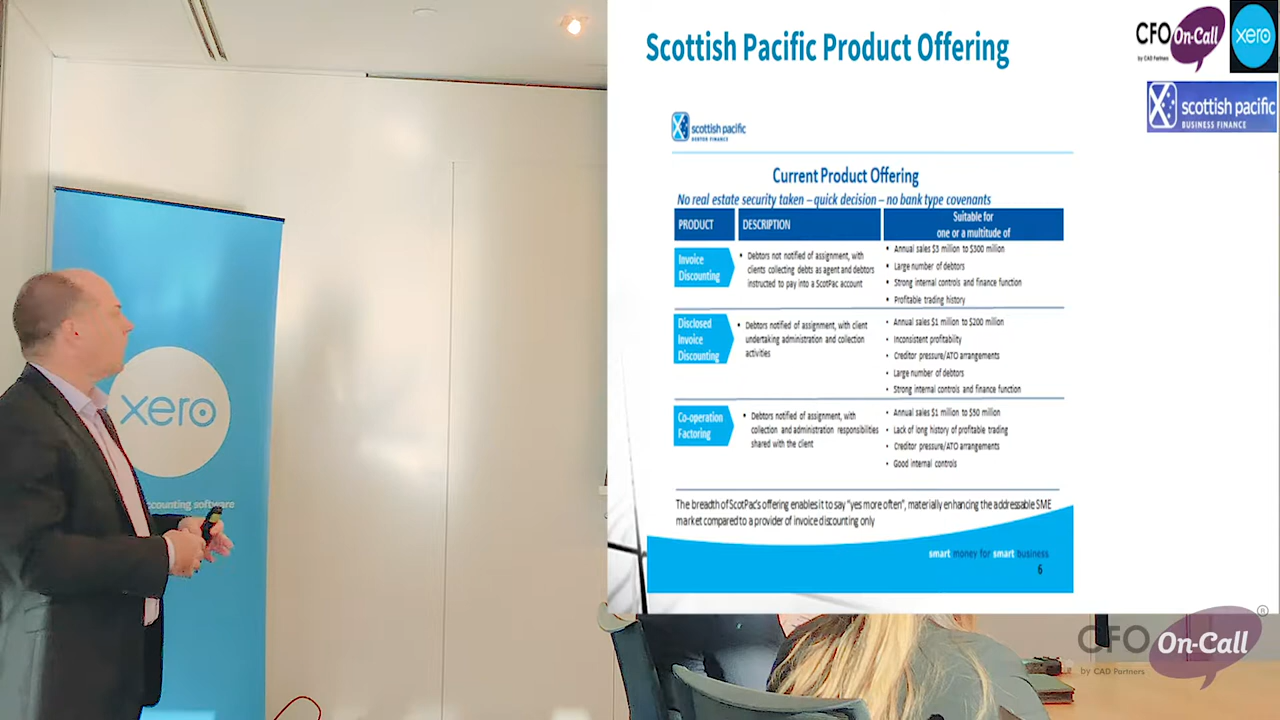 Scottish Pacific Product Offering
CFO On-Call
by CAD Partners
xero
scottish pacific
BUSINESS FINANCE
scottish pacific
DEBTOR FINANCE
Current Product Offering
No real estate security taken – quick decision – no bank type covenants
PRODUCT
DESCRIPTION
Suitable for
one or a multitude of
Invoice
Discounting
• Debtors not notified of assignment, with
clients collecting debts as agent and debtors
instructed to pay into a ScotPac account
• Annual sales $3 million to $300 million
• Large number of debtors
• Strong internal controls and finance function
• Profitable trading history
Disclosed
Invoice
Discounting
• Debtors notified of assignment, with client
undertaking administration and collection
activities
• Annual sales $1 million to $200 million
• Inconsistent profitability
• Creditor pressure/ATO arrangements
• Large number of debtors
• Strong internal controls and finance function
Co-operation
Factoring
• Debtors notified of assignment, with
collection and administration responsibilities
shared with the client
• Annual sales $1 million to $50 million
• Lack of long history of profitable trading
• Creditor pressure/ATO arrangements
• Good internal controls
The breadth of ScotPac's offering enables it to say "yes more often", materially enhancing the addressable SME
market compared to a provider of invoice discounting only
smart money for smart business
6
xero
accounting software
CFO On-Call ®
by CAD Partners